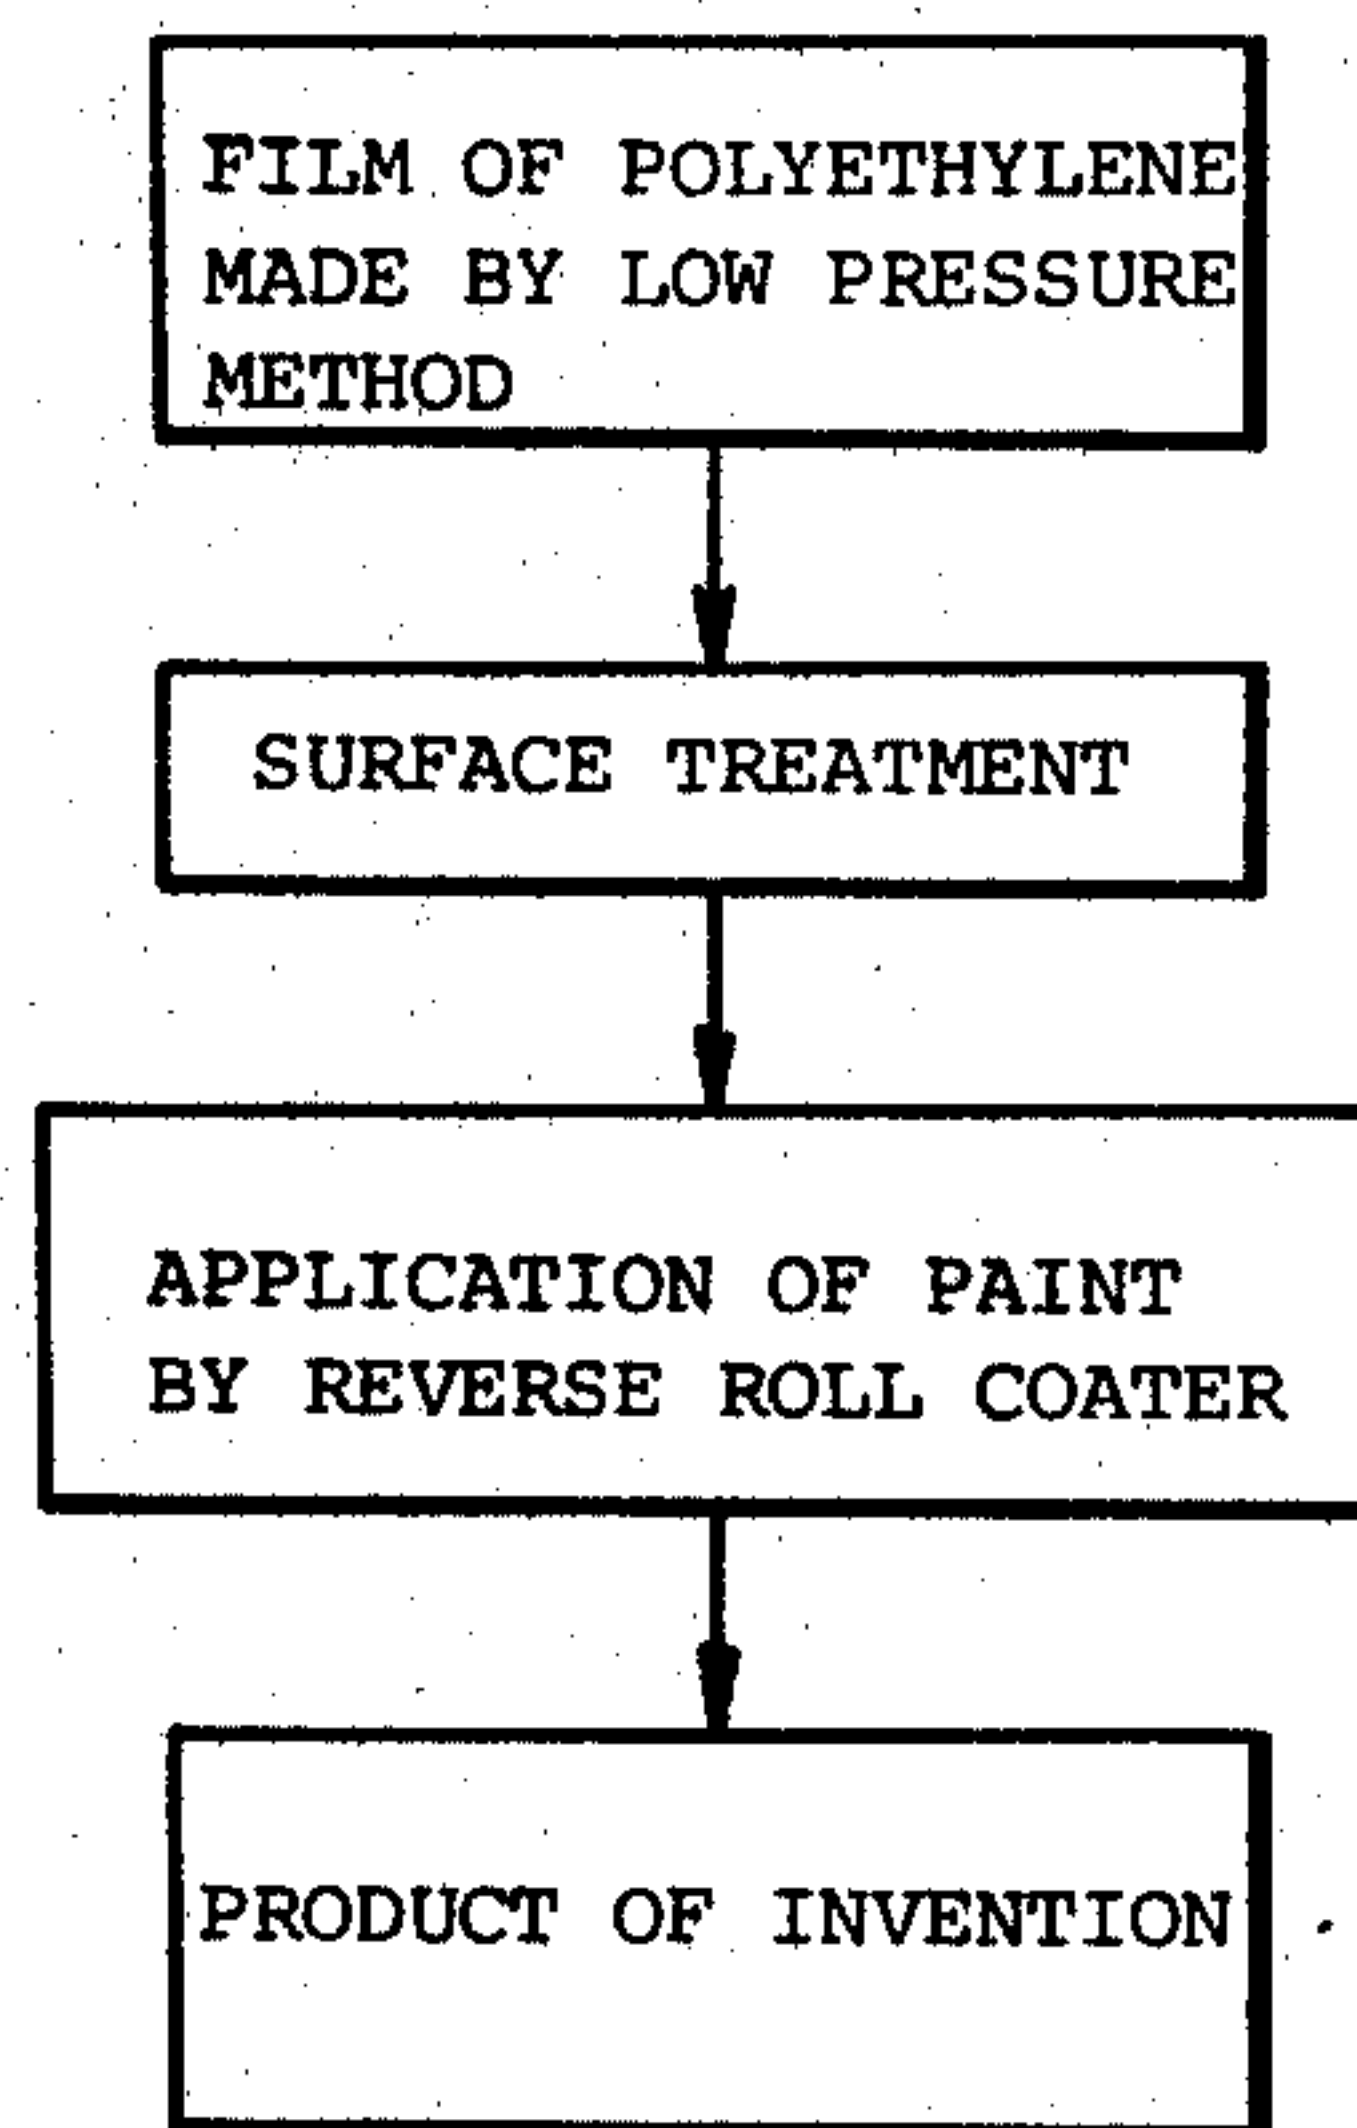 FILM OF POLYETHYLENE
MADE BY LOW PRESSURE
METHOD
SURFACE TREATMENT
APPLICATION OF PAINT
BY REVERSE ROLL COATER
PRODUCT OF INVENTION